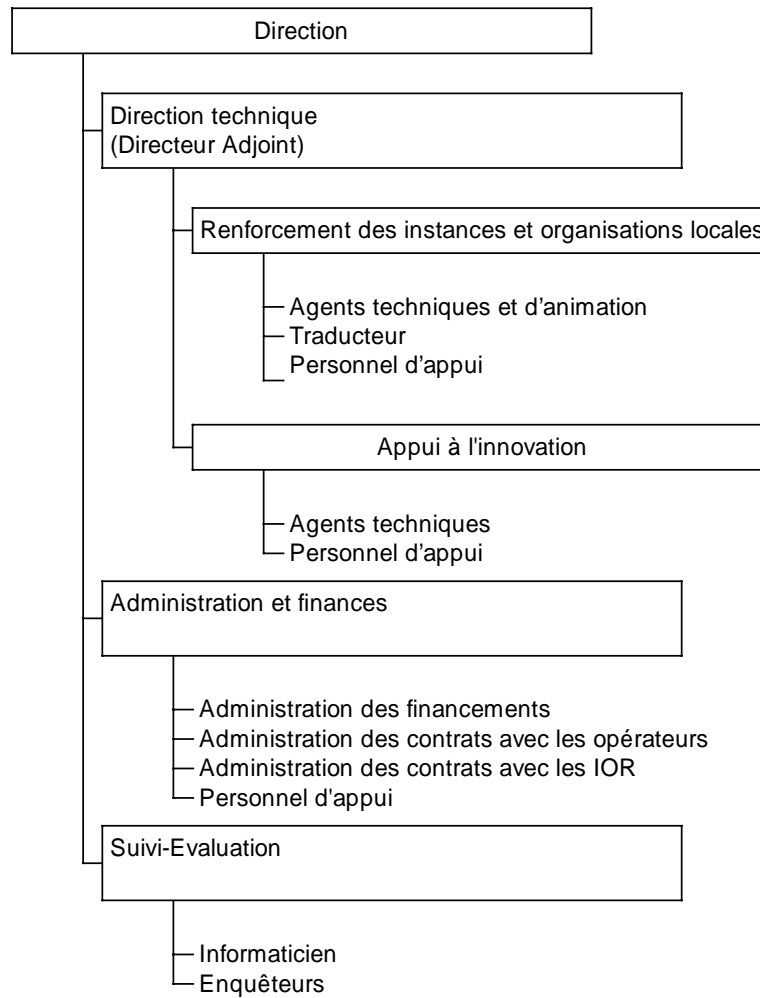 Direction
Direction technique
(Directeur Adjoint)
Renforcement des instances et organisations locales
Agents techniques et d'animation
Traducteur
Personnel d'appui
Appui à l'innovation
Agents techniques
Personnel d'appui
Administration et finances
Administration des financements
Administration des contrats avec les opérateurs
Administration des contrats avec les IOR
Personnel d'appui
Suivi-Evaluation
Informaticien
Enquêteurs